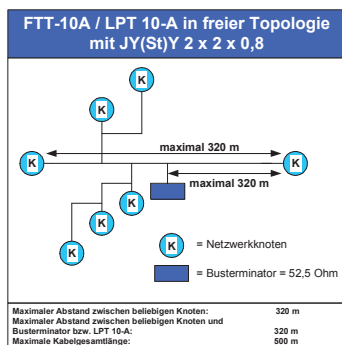 FTT-10A / LPT 10-A in freier Topologie
mit JY(St)Y 2 x 2 x 0,8
K
K
maximal 320 m
K
K
maximal 320 m
K
K
K
K = Netzwerkknoten
= Busterminator = 52,5 Ohm
Maximaler Abstand zwischen beliebigen Knoten: 320 m
Maximaler Abstand zwischen beliebigen Knoten und
Busterminator bzw. LPT 10-A: 320 m
Maximale Kabelgesamtlänge: 500 m